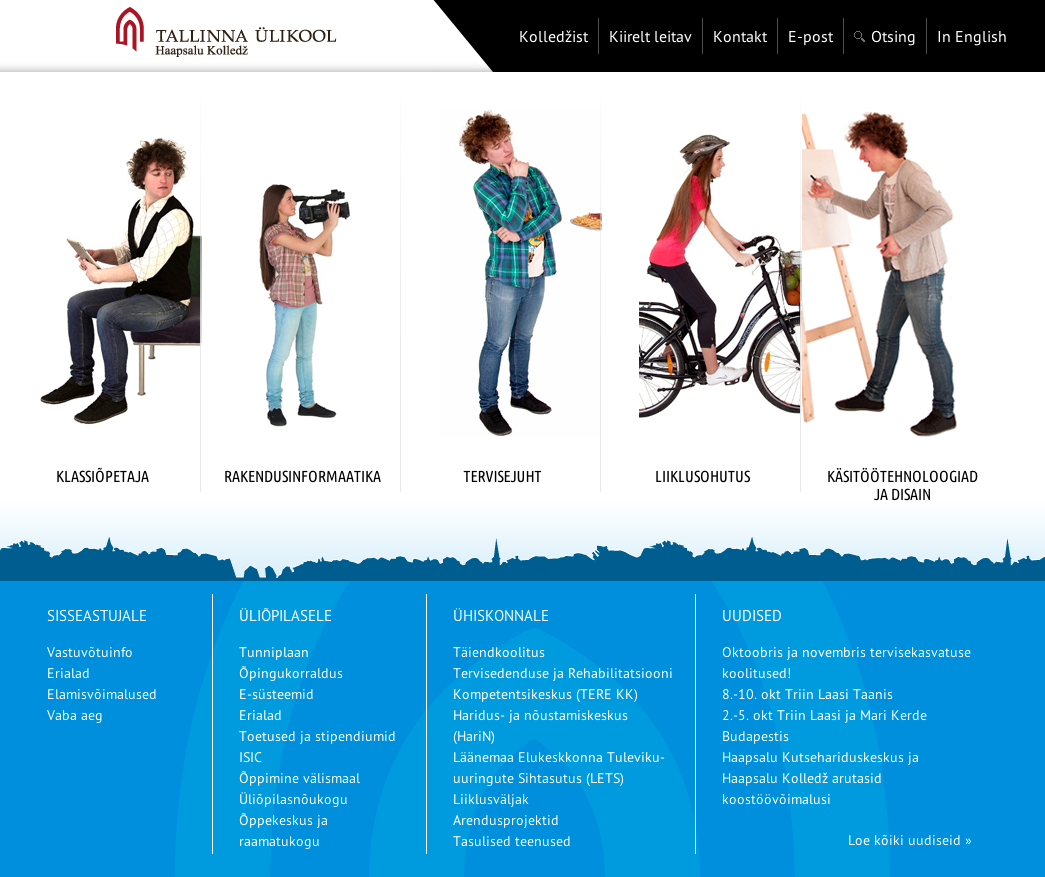 TALLINNA ÜLIKOOL
Haapsalu Kolledž
Kolledžist
Kiirelt leitav
Kontakt
E-post
Otsing
In English
KLASSIÕPETAJA
RAKENDUSINFORMAATIKA
TERVISEJUHT
LIIKLUSOHUTUS
KÄSITÖÖTEHNOLOOGIAD
JA DISAIN
SISSEASTUJALE
Vastuvõtuinfo
Erialad
Elamisvõimalused
Vaba aeg
ÜLIÕPILASELE
Tunniplaan
Õpingukorraldus
E-süsteemid
Erialad
Toetused ja stipendiumid
ISIC
Õppimine välismaal
Üliõpilasnõukogu
Õppekeskus ja
raamatukogu
ÜHISKONNALE
Täiendkoolitus
Tervisedenduse ja Rehabilitatsiooni
Kompetentsikeskus (TERE KK)
Haridus- ja nõustamiskeskus
(HariN)
Läänemaa Elukeskkonna Tuleviku-
uuringute Sihtasutus (LETS)
Liiklusväljak
Arendusprojektid
Tasulised teenused
UUDISED
Oktoobris ja novembris tervisekasvatuse
koolitused!
8.-10. okt Triin Laasi Taanis
2.-5. okt Triin Laasi ja Mari Kerde
Budapestis
Haapsalu Kutsehariduskeskus ja
Haapsalu Kolledž arutasid
koostöövõimalusi
Loe kõiki uudiseid »